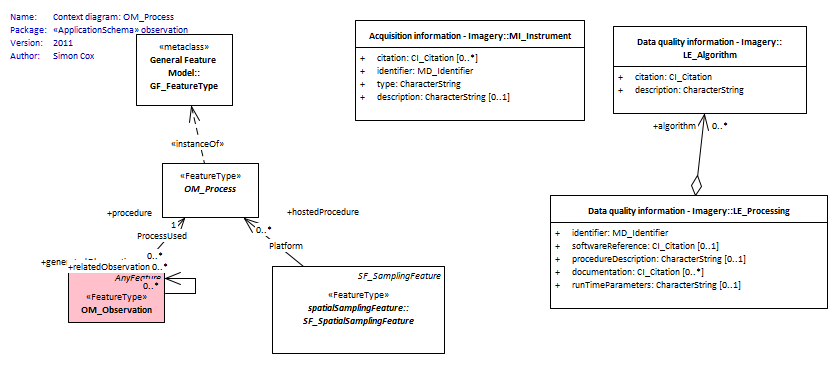 Name: Context diagram: OM_Process
Package: «ApplicationSchema» observation
Version: 2011
Author: Simon Cox
«metaclass»
General Feature
Model::
GF_FeatureType
Acquisition information - Imagery::MI_Instrument
+ citation: CI_Citation [0..*]
+ identifier: MD_Identifier
+ type: CharacterString
+ description: CharacterString [0..1]
Data quality information - Imagery::
LE_Algorithm
+ citation: CI_Citation
+ description: CharacterString
+algorithm 0..*
«instanceOf»
«FeatureType»
OM_Process
+procedure
1
ProcessUsed
0..*
+hostedProcedure
0..*
Platform
+relatedObservation 0..*
AnyFeature
0..*
«FeatureType»
OM_Observation
SF_SamplingFeature
«FeatureType»
spatialSamplingFeature::
SF_SpatialSamplingFeature
Data quality information - Imagery::LE_Processing
+ identifier: MD_Identifier
+ softwareReference: CI_Citation [0..1]
+ procedureDescription: CharacterString [0..1]
+ documentation: CI_Citation [0..*]
+ runTimeParameters: CharacterString [0..1]